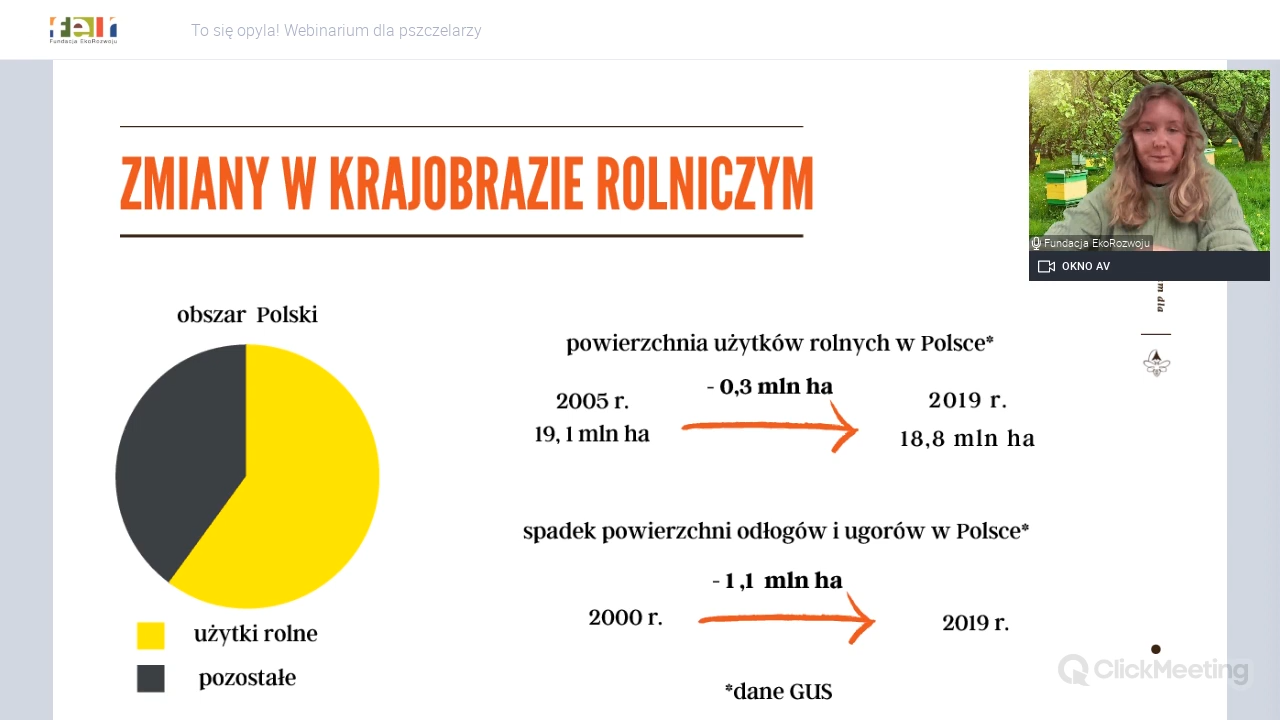 fer
Fundacja EkoRozwoju
To się opyla! Webinarium dla pszczelarzy
ZMIANY W KRAJOBRAZIE ROLNICZYM
Fundacja EkoRozwoju
OKNO AV
m dla
obszar Polski
użytki rolne
pozostałe
powierzchnia użytków rolnych w Polsce*
- 0,3 mln ha
2005 r.
19, 1 mln ha
2019 r.
18,8 mln ha
spadek powierzchni odłogów i ugorów w Polsce*
- 1 ,1 mln ha
2000 r.
2019 r.
*dane GUS
ClickMeeting